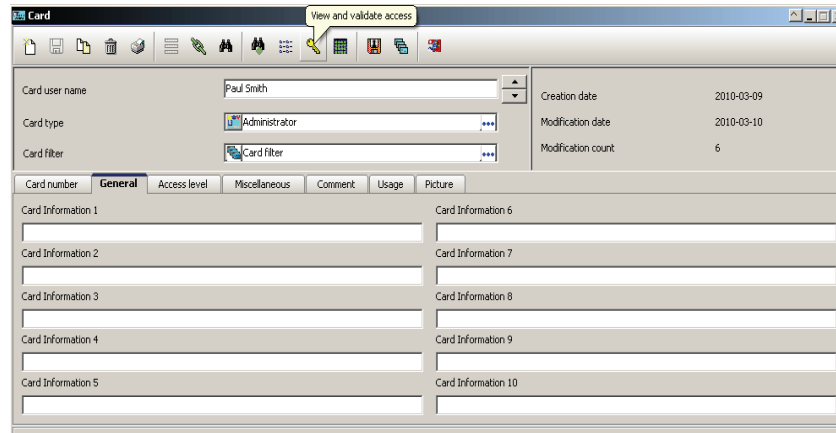 Card
View and validate access
Card user name
Paul Smith
Card type
Administrator
Card filter
Card filter
Creation date 2010-03-09
Modification date 2010-03-10
Modification count 6
Card number General Access level Miscellaneous Comment Usage Picture
Card Information 1 Card Information 6
Card Information 2 Card Information 7
Card Information 3 Card Information 8
Card Information 4 Card Information 9
Card Information 5 Card Information 10